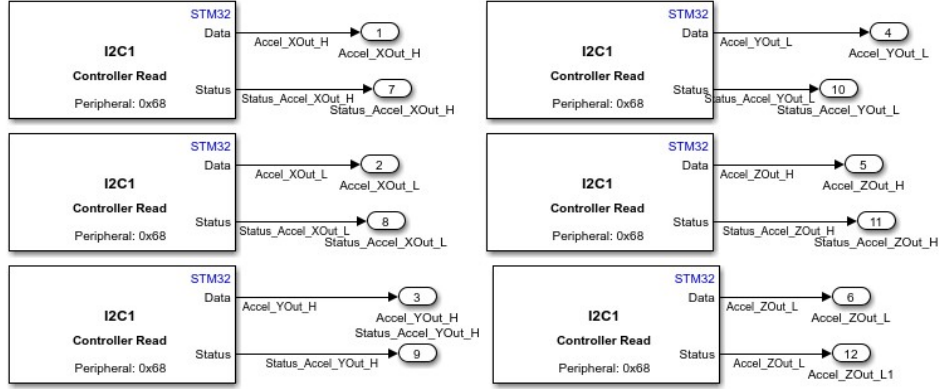 STM32
Data
I2C1
Controller Read
Status
Peripheral: 0x68
Accel_XOut_H
1
Accel_XOut_H
Status_Accel_XOut_H
7
Status_Accel_XOut_H
STM32
Data
I2C1
Controller Read
Status
Peripheral: 0x68
Accel_YOut_L
4
Accel_YOut_L
Status_Accel_YOut_L
10
Status_Accel_YOut_L
STM32
Data
I2C1
Controller Read
Status
Peripheral: 0x68
Accel_XOut_L
2
Accel_XOut_L
Status_Accel_XOut_L
8
Status_Accel_XOut_L
STM32
Data
I2C1
Controller Read
Status
Peripheral: 0x68
Accel_ZOut_H
5
Accel_ZOut_H
Status_Accel_ZOut_H
11
Status_Accel_ZOut_H
STM32
Data
I2C1
Controller Read
Status
Peripheral: 0x68
Accel_YOut_H
3
Accel_YOut_H
Status_Accel_YOut_H
Status_Accel_YOut_H
9
STM32
Data
I2C1
Controller Read
Status
Peripheral: 0x68
Accel_ZOut_L
6
Accel_ZOut_L
Accel_ZOut_L
12
Accel_ZOut_L1